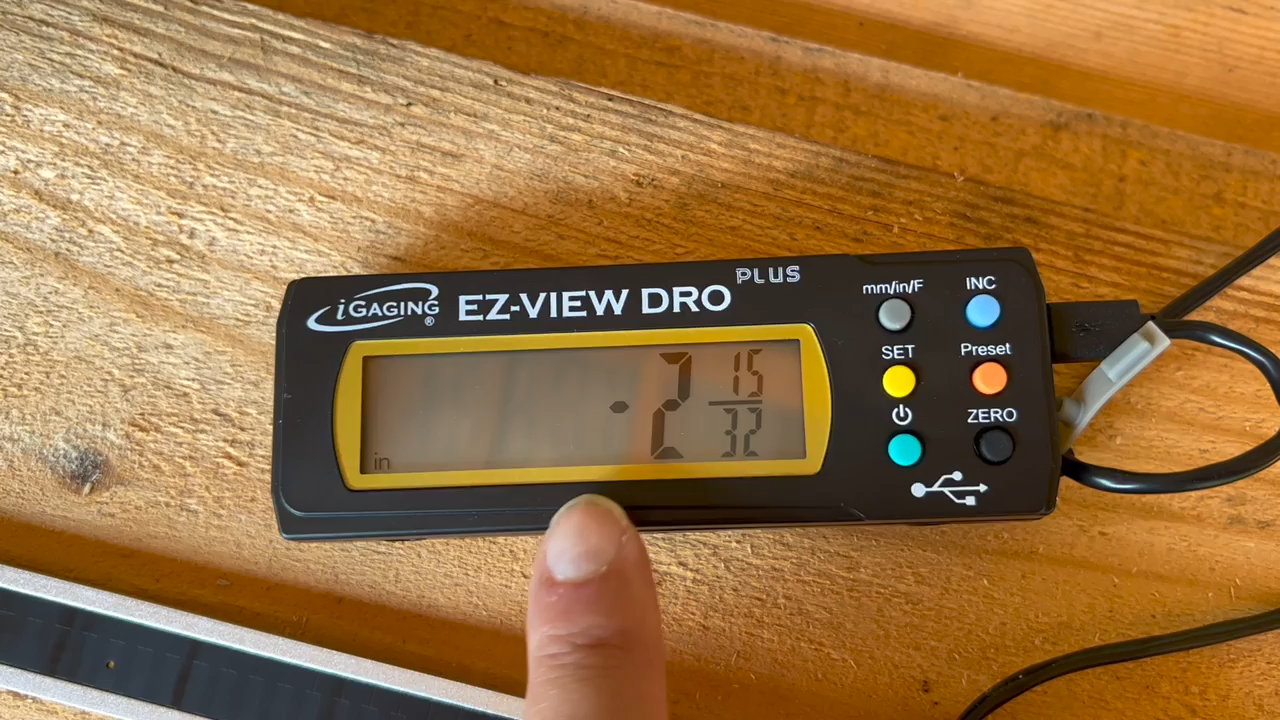 iGAGING®
EZ-VIEW DRO PLUS
mm/in/F
INC
SET
Preset
ZERO
-2 15/32
in